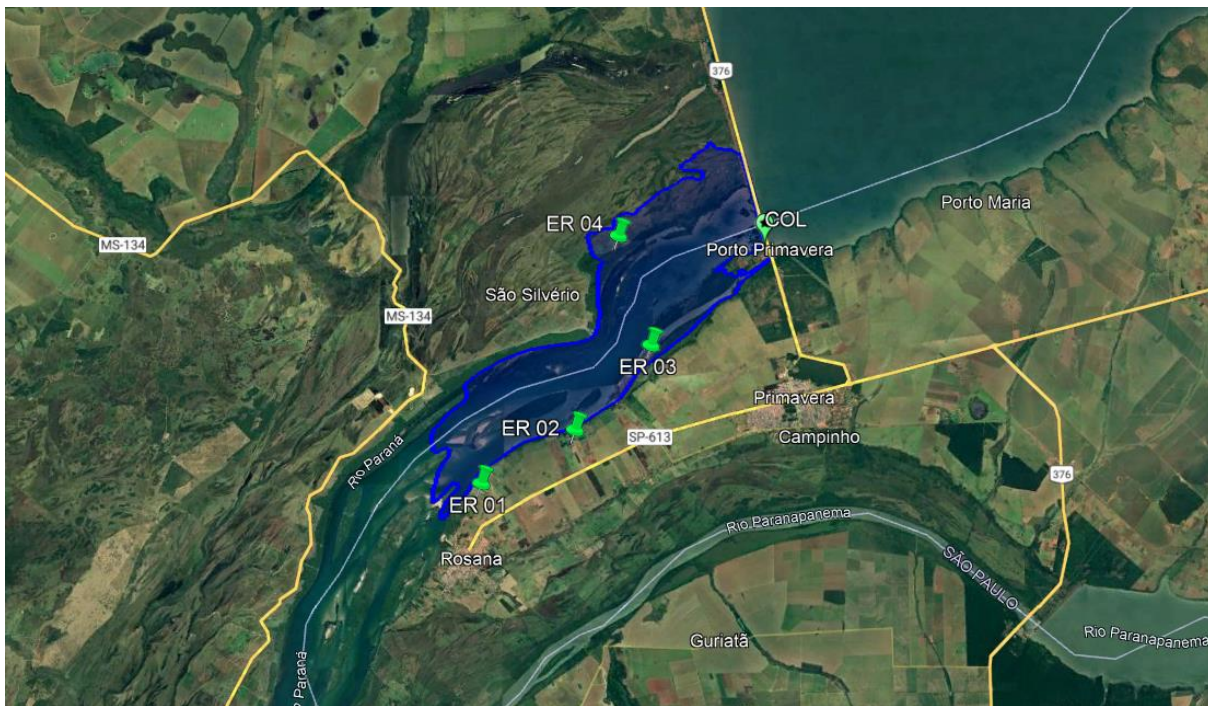 376
Porto Maria
COL
ER 04
Porto Primavera
MS-134
São Silvério
MS-134
ER 03
Primavera
ER 02
SP-613
Campinho
Rio Paraná
376
ER 01
Rio Paranapanema
Rosana
SÃO PAULO
Guriatã
Rio Paranapanema
o Paraná